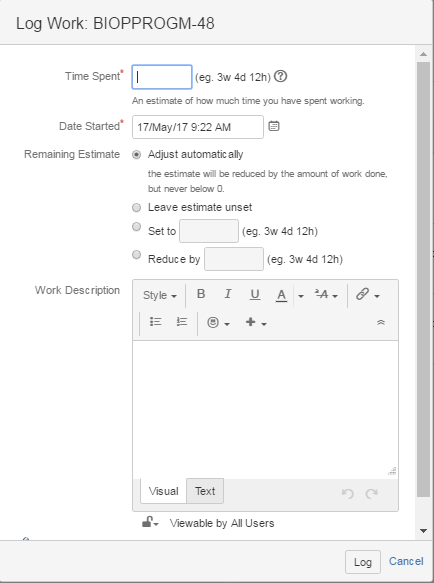 Log Work: BIOPPROGM-48
Time Spent* (eg. 3w 4d 12h) ?
An estimate of how much time you have spent working.
Date Started* 17/May/17 9:22 AM
Remaining Estimate Adjust automatically
the estimate will be reduced by the amount of work done,
but never below 0.
Leave estimate unset
Set to (eg. 3w 4d 12h)
Reduce by (eg. 3w 4d 12h)
Work Description Style B I U A ªA
Visual Text
Viewable by All Users
Log Cancel